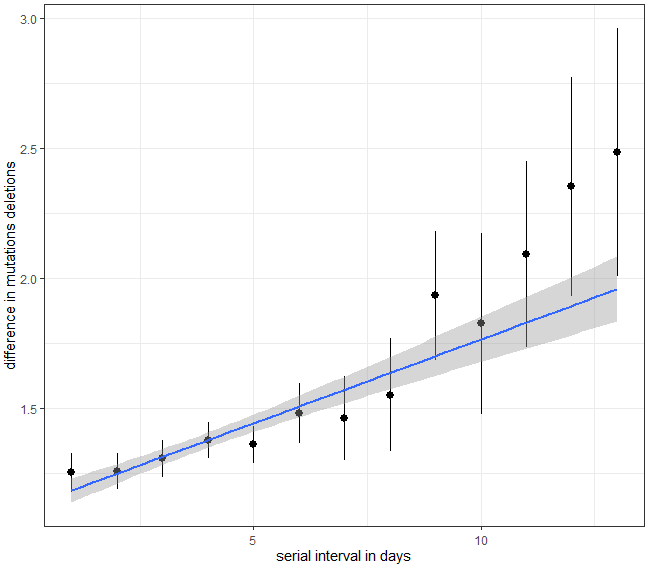 difference in mutations deletions
3.0
2.5
2.0
1.5
5 10
serial interval in days